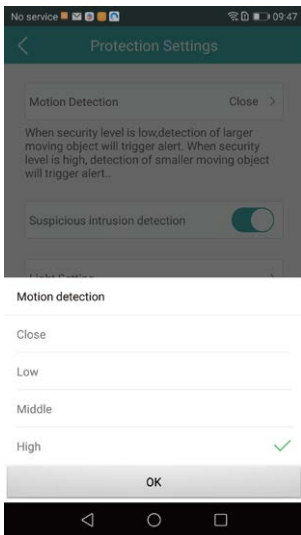 No service 09:47
Protection Settings
Motion Detection Close
When security level is low,detection of larger
moving object will trigger alert. When security
level is high, detection of smaller moving object
will trigger alert..
Suspicious intrusion detection
Light Setting
Motion detection
Close
Low
Middle
High
OK